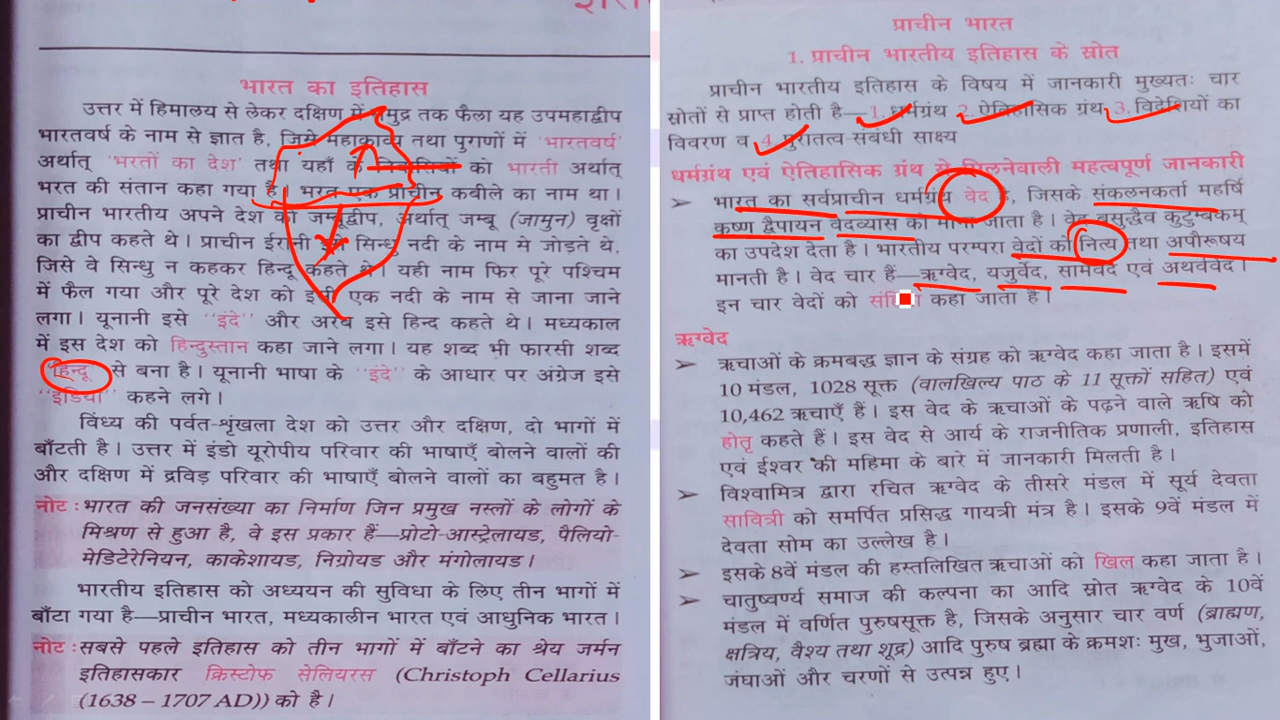 भारत का इतिहास
उत्तर में हिमालय से लेकर दक्षिण में समुद्र तक फैला यह उपमहाद्वीप
भारतवर्ष के नाम से ज्ञात है, जिसे महाकाव्य तथा पुराणों में 'भारतवर्ष'
अर्थात् 'भरतों का देश' तथा यहाँ के निवासियों को भारती अर्थात्
भरत की संतान कहा गया है। भरत एक प्राचीन कबीले का नाम था।
प्राचीन भारतीय अपने देश को जम्बूद्वीप, अर्थात् जम्बू (जामुन) वृक्षों
का द्वीप कहते थे। प्राचीन ईरानी इसे सिन्धु नदी के नाम से जोड़ते थे,
जिसे वे सिन्धु न कहकर हिन्दू कहते थे। यही नाम फिर पूरे पश्चिम
में फैल गया और पूरे देश को इसी एक नदी के नाम से जाना जाने
लगा। यूनानी इसे ''इंदे'' और अरब इसे हिन्द कहते थे। मध्यकाल
में इस देश को हिन्दुस्तान कहा जाने लगा। यह शब्द भी फारसी शब्द
''हिन्दू'' से बना है। यूनानी भाषा के ''इंदे'' के आधार पर अंग्रेज इसे
''इंडिया'' कहने लगे।
विंध्य की पर्वत-शृंखला देश को उत्तर और दक्षिण, दो भागों में
बाँटती है। उत्तर में इंडो यूरोपीय परिवार की भाषाएँ बोलने वालों की
और दक्षिण में द्रविड़ परिवार की भाषाएँ बोलने वालों का बहुमत है।
नोट : भारत की जनसंख्या का निर्माण जिन प्रमुख नस्लों के लोगों के
मिश्रण से हुआ है, वे इस प्रकार हैं—प्रोटो-आस्ट्रेलायड, पैलियो-
मेडिटेरेनियन, काकेशायड, निग्रोयड और मंगोलायड।
भारतीय इतिहास को अध्ययन की सुविधा के लिए तीन भागों में
बाँटा गया है—प्राचीन भारत, मध्यकालीन भारत एवं आधुनिक भारत।
नोट : सबसे पहले इतिहास को तीन भागों में बाँटने का श्रेय जर्मन
इतिहासकार क्रिस्टोफ सेलियरस (Christoph Cellarius
(1638 – 1707 AD)) को है।
प्राचीन भारत
1. प्राचीन भारतीय इतिहास के स्रोत
प्राचीन भारतीय इतिहास के विषय में जानकारी मुख्यतः चार
स्रोतों से प्राप्त होती है—1. धर्मग्रंथ 2. ऐतिहासिक ग्रंथ 3. विदेशियों का
विवरण व 4. पुरातत्व-संबंधी साक्ष्य
धर्मग्रंथ एवं ऐतिहासिक ग्रंथ से मिलनेवाली महत्वपूर्ण जानकारी
➢ भारत का सर्वप्राचीन धर्मग्रंथ वेद है, जिसके संकलनकर्ता महर्षि
कृष्ण द्वैपायन वेदव्यास को माना जाता है। वेद वसुद्धैव कुटुम्बकम्
का उपदेश देता है। भारतीय परम्परा वेदों को नित्य तथा अपौरूषय
मानती है। वेद चार हैं—ऋग्वेद, यजुर्वेद, सामवेद एवं अथर्ववेद।
इन चार वेदों को संहिता कहा जाता है।
ऋग्वेद
➢ ऋचाओं के क्रमबद्ध ज्ञान के संग्रह को ऋग्वेद कहा जाता है। इसमें
10 मंडल, 1028 सूक्त (वालखिल्य पाठ के 11 सूक्तों सहित) एवं
10,462 ऋचाएँ हैं। इस वेद के ऋचाओं के पढ़ने वाले ऋषि को
होतृ कहते हैं। इस वेद से आर्य के राजनीतिक प्रणाली, इतिहास
एवं ईश्वर की महिमा के बारे में जानकारी मिलती है।
➢ विश्वामित्र द्वारा रचित ऋग्वेद के तीसरे मंडल में सूर्य देवता
सावित्री को समर्पित प्रसिद्ध गायत्री मंत्र है। इसके 9वें मंडल में
देवता सोम का उल्लेख है।
➢ इसके 8वें मंडल की हस्तलिखित ऋचाओं को खिल कहा जाता है।
➢ चातुष्वर्ण्य समाज की कल्पना का आदि स्रोत ऋग्वेद के 10वें
मंडल में वर्णित पुरुषसूक्त है, जिसके अनुसार चार वर्ण (ब्राह्मण,
क्षत्रिय, वैश्य तथा शूद्र) आदि पुरुष ब्रह्मा के क्रमशः मुख, भुजाओं,
जंघाओं और चरणों से उत्पन्न हुए।